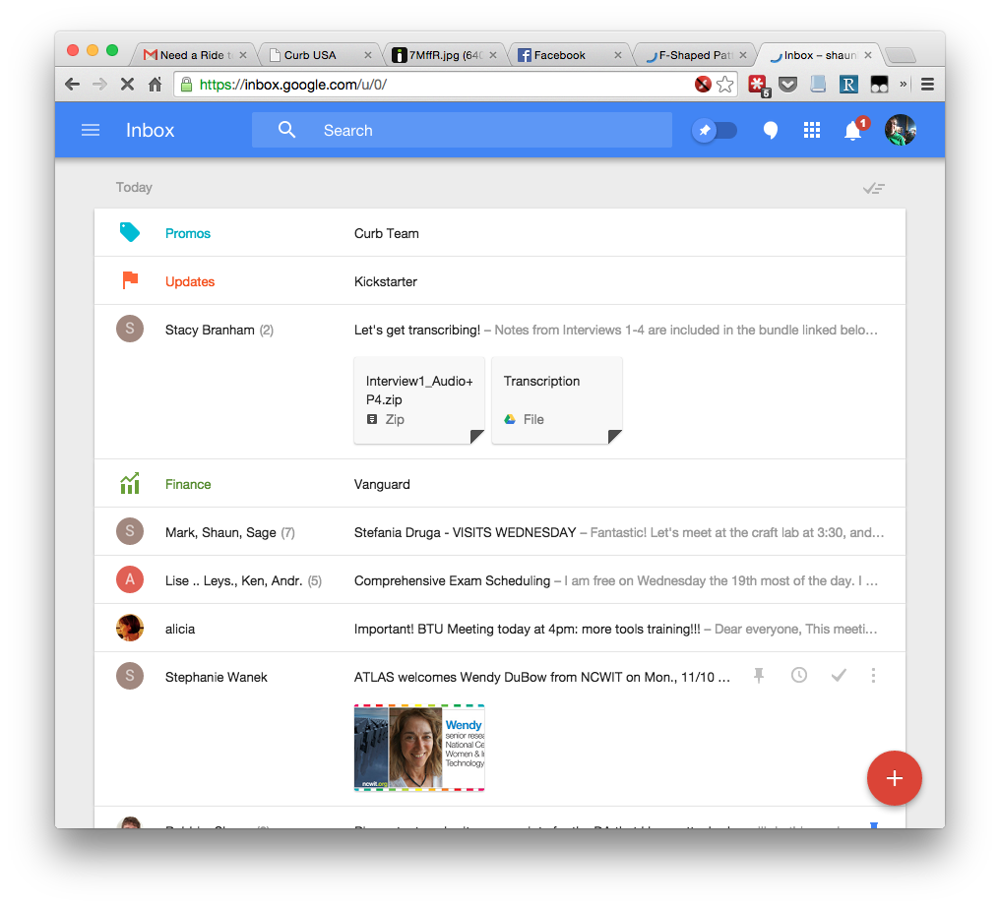 Need a Ride t
Curb USA
7MffR.jpg (640
Facebook
F-Shaped Pat
Inbox – shaun
https://inbox.google.com/u/0/
5
R
»
Inbox
Search
1
Today
Promos
Curb Team
Updates
Kickstarter
S
Stacy Branham (2)
Let's get transcribing! – Notes from Interviews 1-4 are included in the bundle linked belo…
Interview1_Audio+
P4.zip
Zip
Transcription
File
Finance
Vanguard
S
Mark, Shaun, Sage (7)
Stefania Druga - VISITS WEDNESDAY – Fantastic! Let's meet at the craft lab at 3:30, and…
A
Lise .. Leys., Ken, Andr. (5)
Comprehensive Exam Scheduling – I am free on Wednesday the 19th most of the day. I …
alicia
Important! BTU Meeting today at 4pm: more tools training!!! – Dear everyone, This meeti…
S
Stephanie Wanek
ATLAS welcomes Wendy DuBow from NCWIT on Mon., 11/10 …
Wendy
senior resea
National Ce
Women & I
Technology
ncwit.org